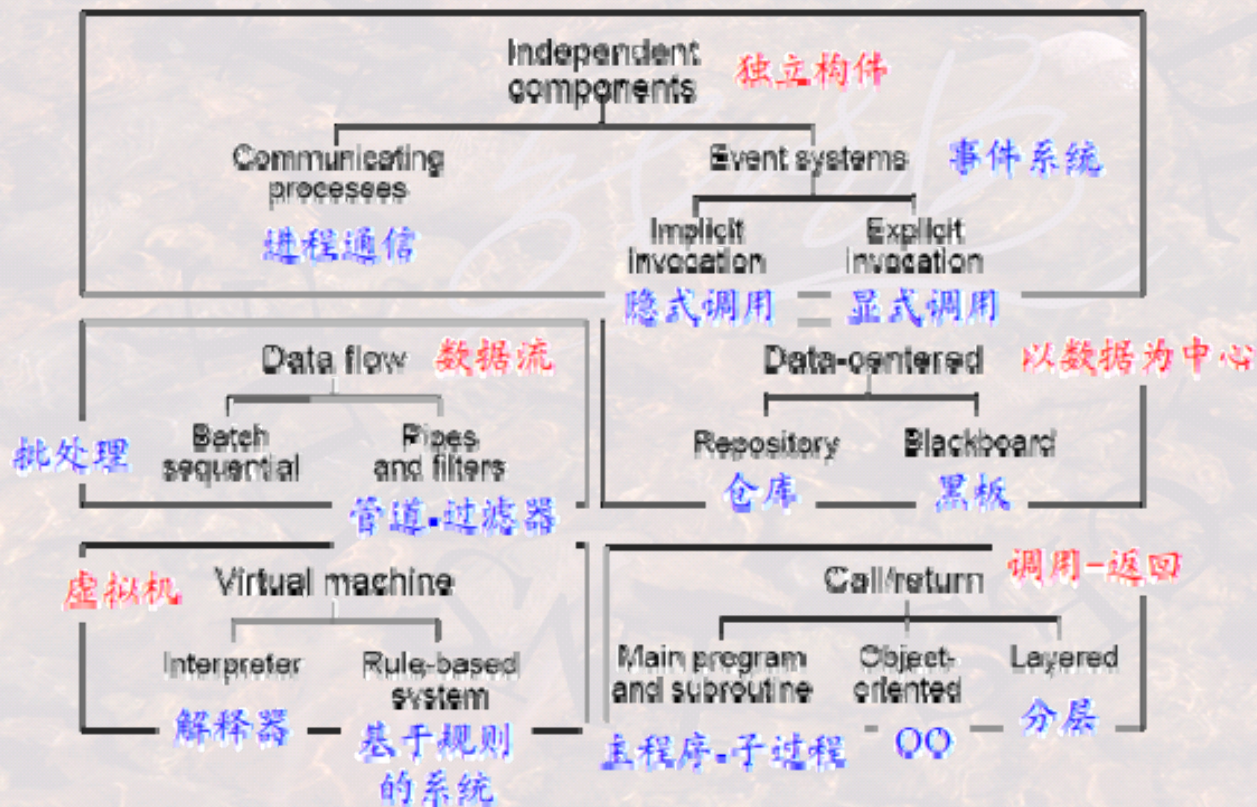 Independent
components
独立构件
Communicating
processes
进程通信
Event systems
事件系统
Implicit
invocation
隐式调用
Explicit
invocation
显式调用
Data flow
数据流
Batch
sequential
批处理
Pipes
and filters
管道-过滤器
Data-centered
以数据为中心
Repository
仓库
Blackboard
黑板
Virtual machine
虚拟机
Interpreter
解释器
Rule-based
system
基于规则
的系统
Call/return
调用-返回
Main program
and subroutine
主程序-子过程
Object-
oriented
OO
Layered
分层